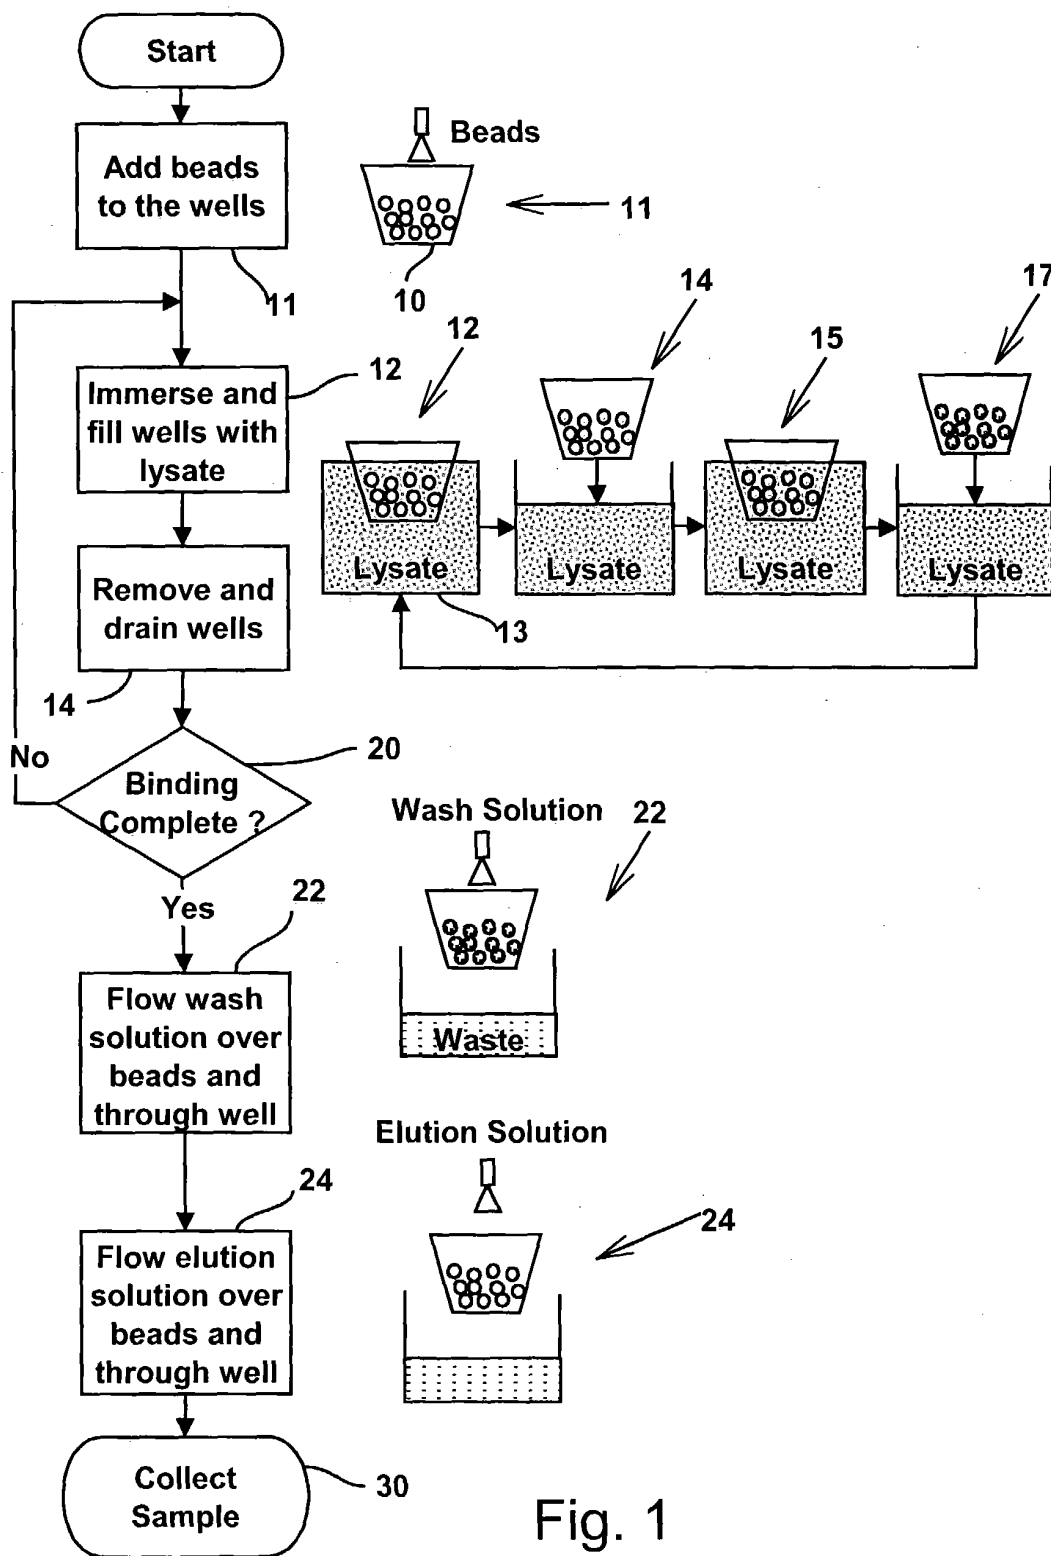 Start
Add beads
to the wells
11
Beads
11
10
Immerse and
fill wells with
lysate
12
12
14
15
17
Lysate
Lysate
Lysate
Lysate
13
Remove and
drain wells
14
No
Binding
Complete ?
20
Yes
Wash Solution
22
Waste
22
Flow wash
solution over
beads and
through well
Elution Solution
24
24
Flow elution
solution over
beads and
through well
Collect
Sample
30
Fig. 1